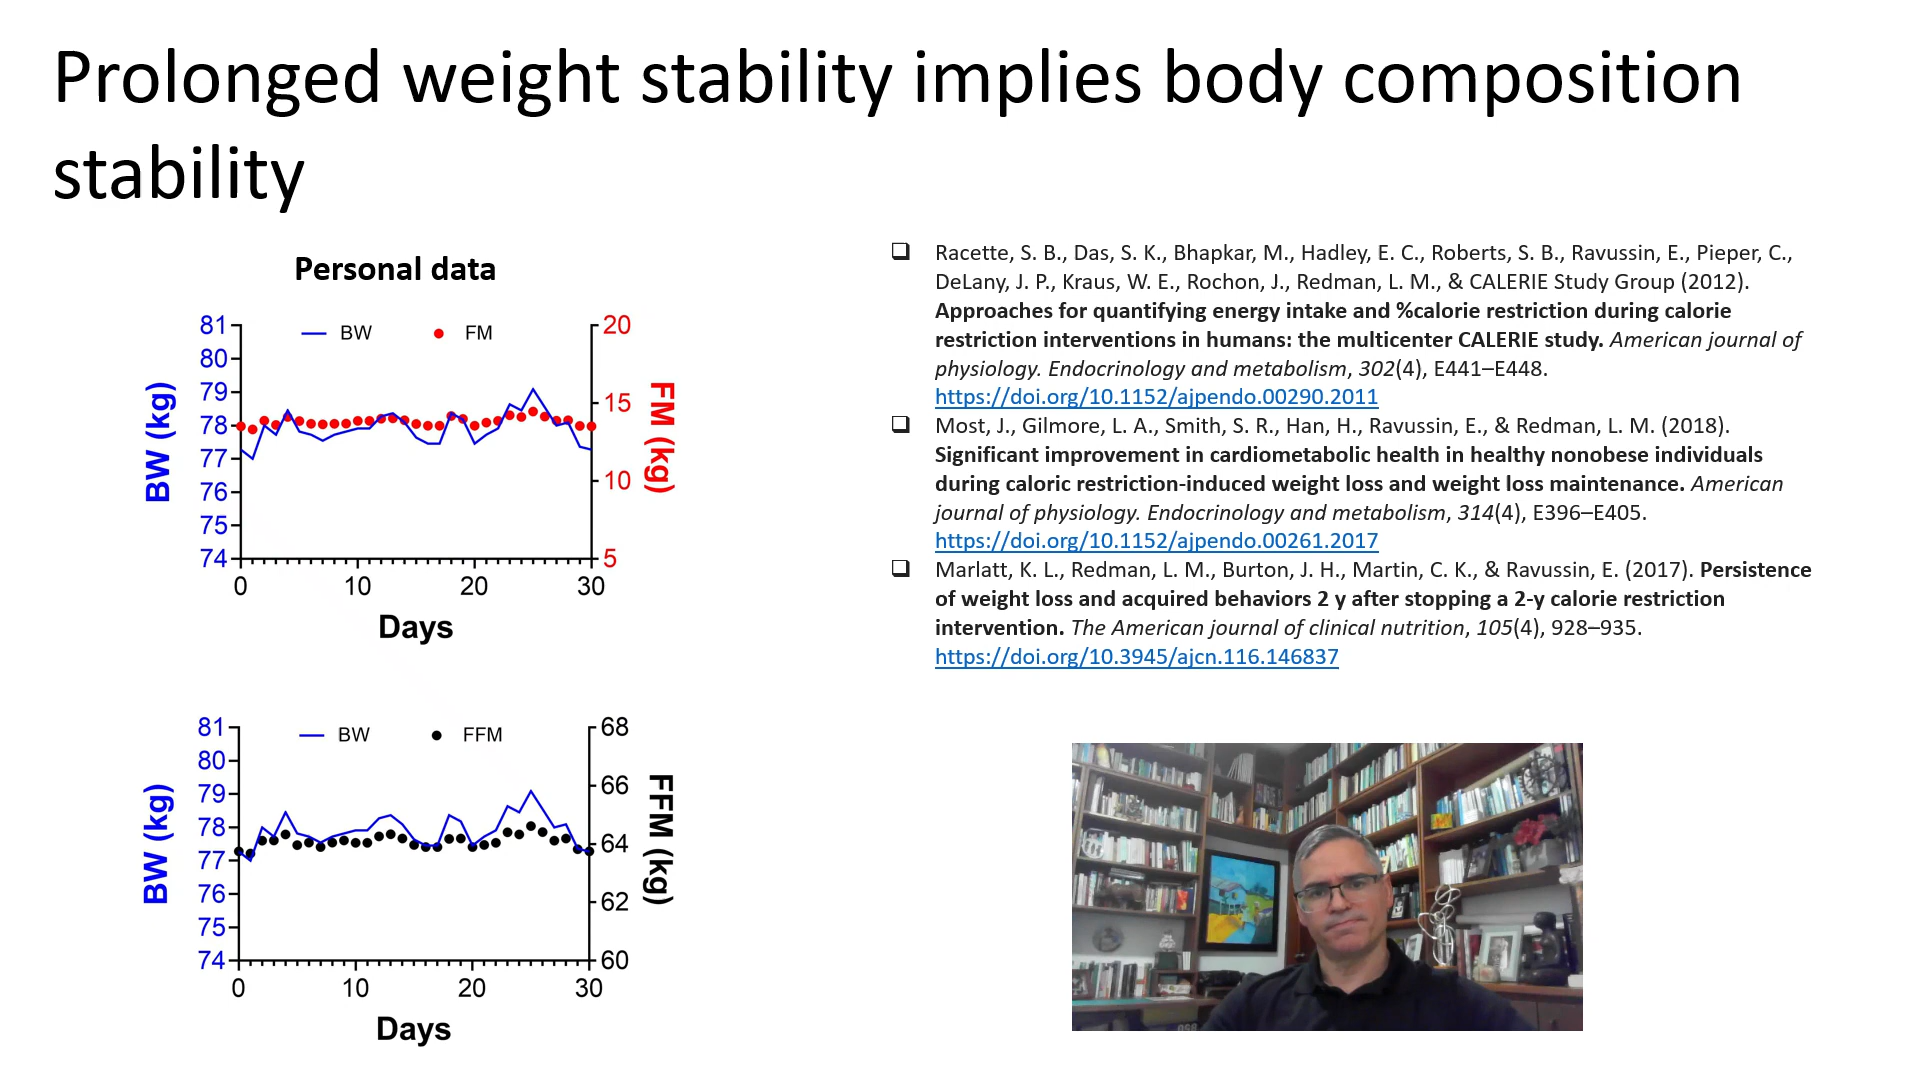 Prolonged weight stability implies body composition
stability
Personal data
BW FM
81
80
79
78
77
76
75
74
BW (kg)
20
15
10
5
FM (kg)
0 10 20 30
Days
BW FFM
81
80
79
78
77
76
75
74
BW (kg)
68
66
64
62
60
FFM (kg)
0 10 20 30
Days
❑ Racette, S. B., Das, S. K., Bhapkar, M., Hadley, E. C., Roberts, S. B., Ravussin, E., Pieper, C.,
DeLany, J. P., Kraus, W. E., Rochon, J., Redman, L. M., & CALERIE Study Group (2012).
Approaches for quantifying energy intake and %calorie restriction during calorie
restriction interventions in humans: the multicenter CALERIE study. American journal of
physiology. Endocrinology and metabolism, 302(4), E441–E448.
https://doi.org/10.1152/ajpendo.00290.2011
❑ Most, J., Gilmore, L. A., Smith, S. R., Han, H., Ravussin, E., & Redman, L. M. (2018).
Significant improvement in cardiometabolic health in healthy nonobese individuals
during caloric restriction-induced weight loss and weight loss maintenance. American
journal of physiology. Endocrinology and metabolism, 314(4), E396–E405.
https://doi.org/10.1152/ajpendo.00261.2017
❑ Marlatt, K. L., Redman, L. M., Burton, J. H., Martin, C. K., & Ravussin, E. (2017). Persistence
of weight loss and acquired behaviors 2 y after stopping a 2-y calorie restriction
intervention. The American journal of clinical nutrition, 105(4), 928–935.
https://doi.org/10.3945/ajcn.116.146837